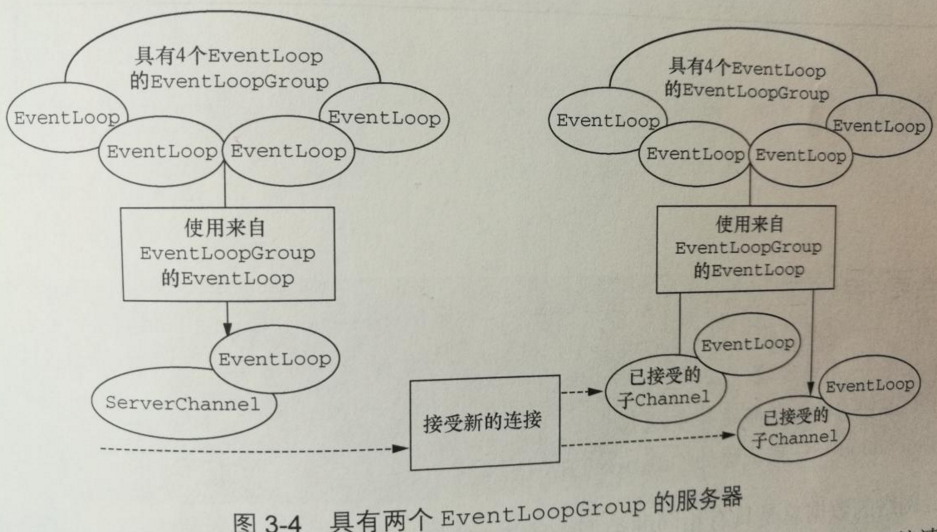 具有4个EventLoop
的EventLoopGroup
EventLoop
EventLoop
EventLoop
EventLoop
使用来自
EventLoopGroup
的EventLoop
EventLoop
ServerChannel
具有4个EventLoop
的EventLoopGroup
EventLoop
EventLoop
EventLoop
EventLoop
使用来自
EventLoopGroup
的EventLoop
EventLoop
已接受的
子Channel
EventLoop
已接受的
子Channel
接受新的连接
图 3-4 具有两个 EventLoopGroup 的服务器